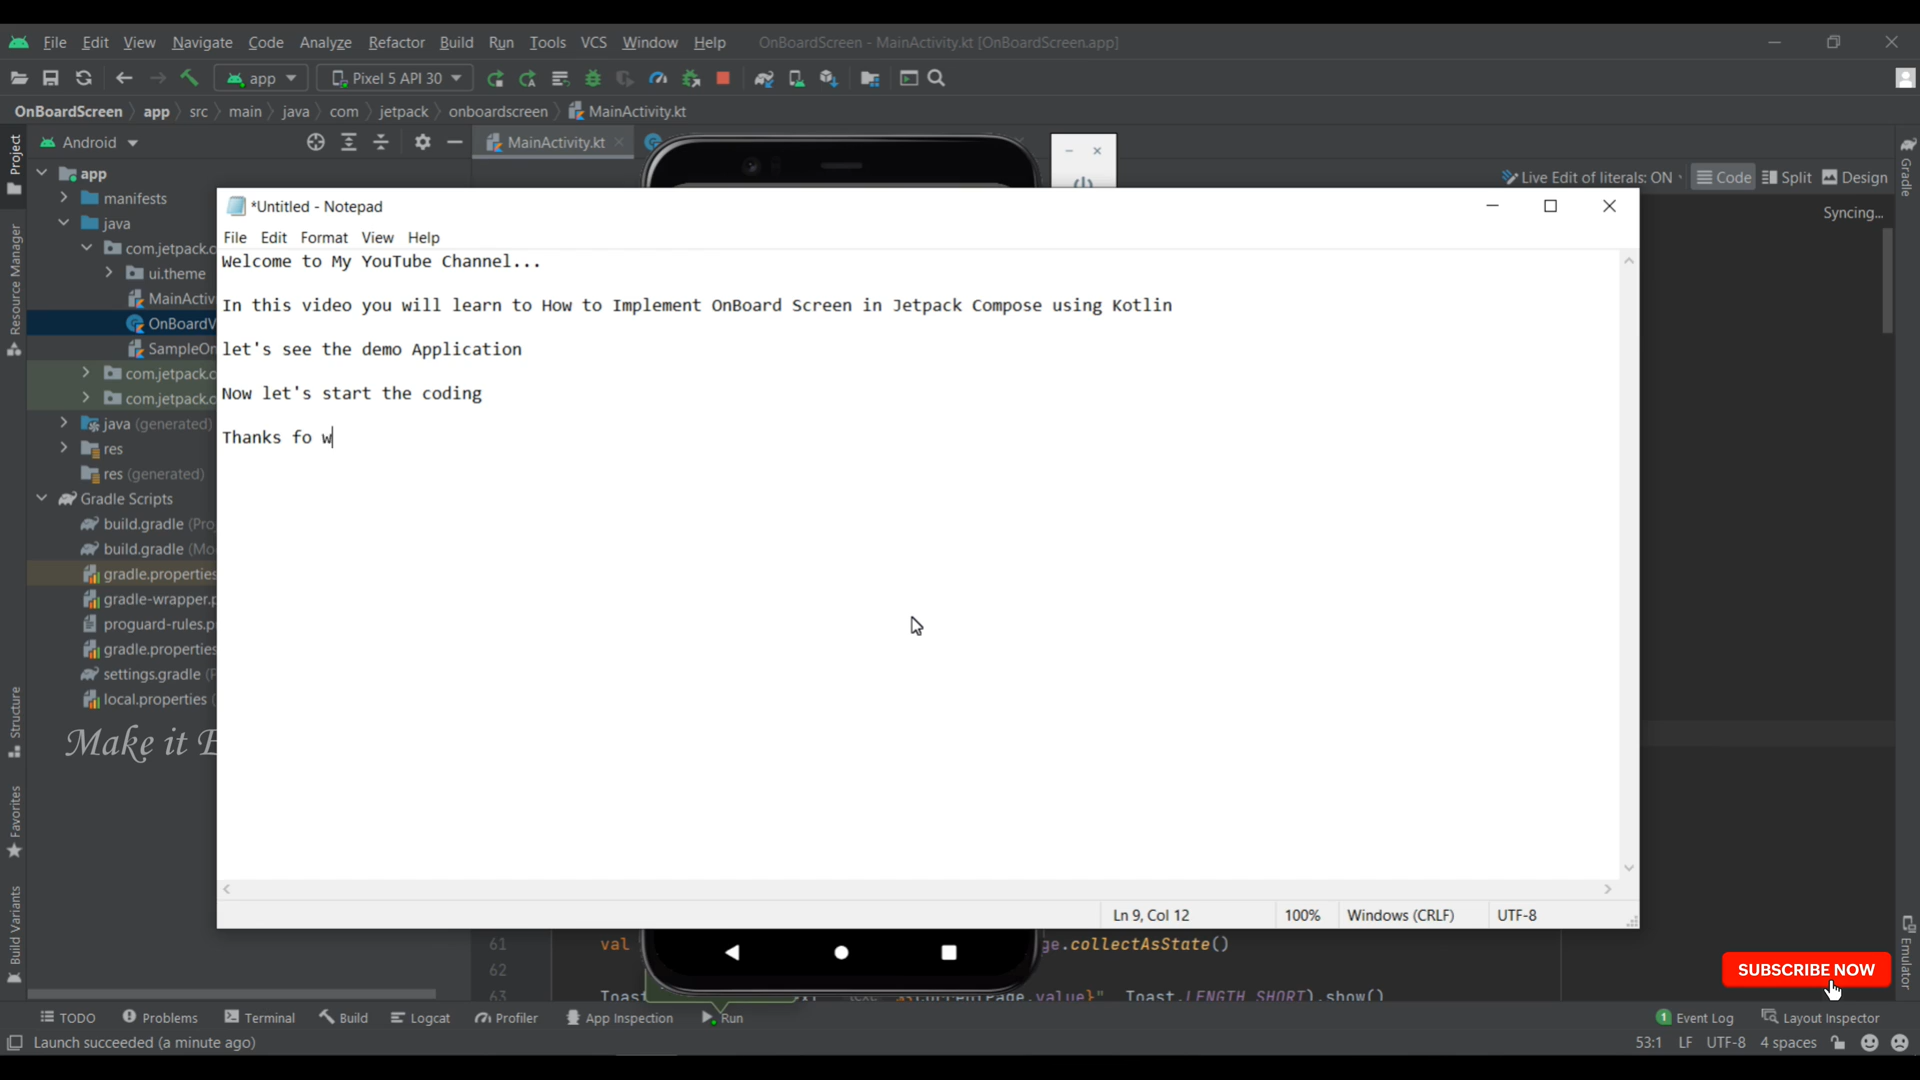 File Edit View Navigate Code Analyze Refactor Build Run Tools VCS Window Help OnBoardScreen - MainActivity.kt [OnBoardScreen.app]
app Pixel 5 API 30
OnBoardScreen app src main java com jetpack onboardscreen MainActivity.kt
Project
Android
MainActivity.kt
Gradle
app
Live Edit of literals: ON Code Split Design
manifests
*Untitled - Notepad
Syncing...
java
File Edit Format View Help
Resource Manager
com.jetpack.o
Welcome to My YouTube Channel...
ui.theme
MainActiv
In this video you will learn to How to Implement OnBoard Screen in Jetpack Compose using Kotlin
OnBoardV
SampleOn
let's see the demo Application
com.jetpack.o
com.jetpack.o
Now let's start the coding
java (generated)
Thanks fo w
res
res (generated)
Gradle Scripts
build.gradle (Pro
build.gradle (Mo
gradle.properties
gradle-wrapper.p
proguard-rules.p
gradle.properties
settings.gradle (P
local.properties (
Structure
Make it E
Favorites
Build Variants
Ln 9, Col 12 100% Windows (CRLF) UTF-8
61 val ge.collectAsState()
62
63 Toast currentPage.value}" Toast.LENGTH_SHORT).show()
SUBSCRIBE NOW
Emulator
TODO Problems Terminal Build Logcat Profiler App Inspection Run 1 Event Log Layout Inspector
Launch succeeded (a minute ago) 53:1 LF UTF-8 4 spaces